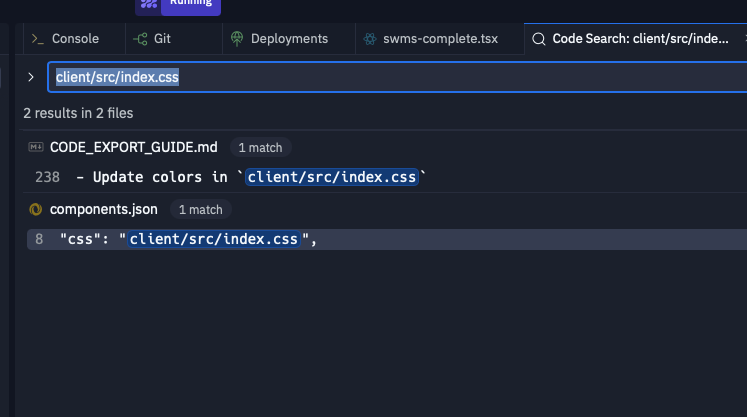 Running
Console Git Deployments swms-complete.tsx Code Search: client/src/inde...
client/src/index.css
2 results in 2 files
CODE_EXPORT_GUIDE.md 1 match
238 - Update colors in `client/src/index.css`
components.json 1 match
8 "css": "client/src/index.css",